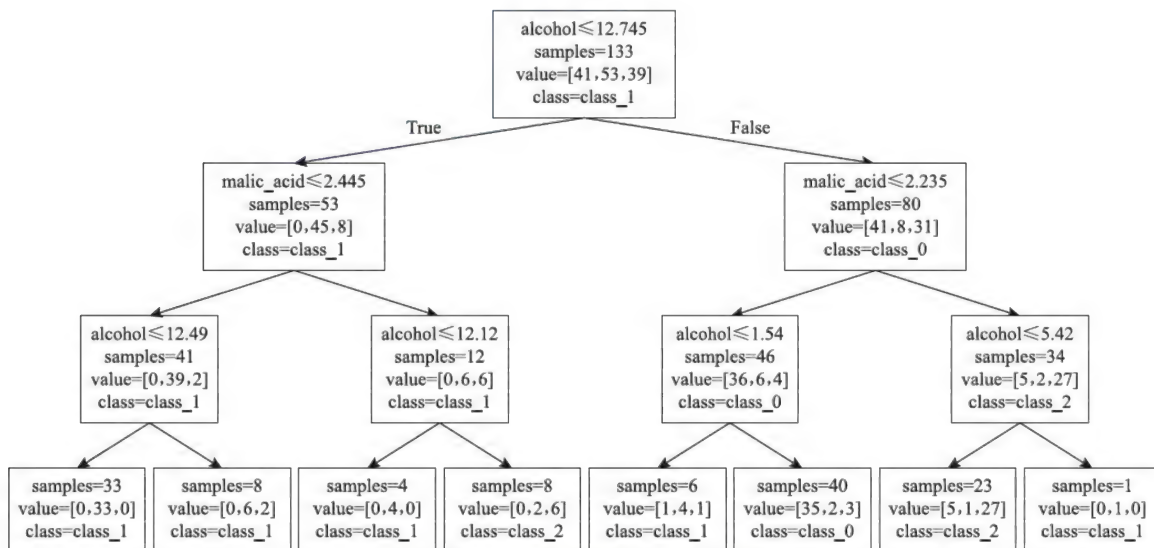 alcohol≤12.745
samples=133
value=[41,53,39]
class=class_1
True
False
malic_acid≤2.445
samples=53
value=[0,45,8]
class=class_1
malic_acid≤2.235
samples=80
value=[41,8,31]
class=class_0
alcohol≤12.49
samples=41
value=[0,39,2]
class=class_1
alcohol≤12.12
samples=12
value=[0,6,6]
class=class_1
alcohol≤1.54
samples=46
value=[36,6,4]
class=class_0
alcohol≤5.42
samples=34
value=[5,2,27]
class=class_2
samples=33
value=[0,33,0]
class=class_1
samples=8
value=[0,6,2]
class=class_1
samples=4
value=[0,4,0]
class=class_1
samples=8
value=[0,2,6]
class=class_2
samples=6
value=[1,4,1]
class=class_1
samples=40
value=[35,2,3]
class=class_0
samples=23
value=[5,1,27]
class=class_2
samples=1
value=[0,1,0]
class=class_1